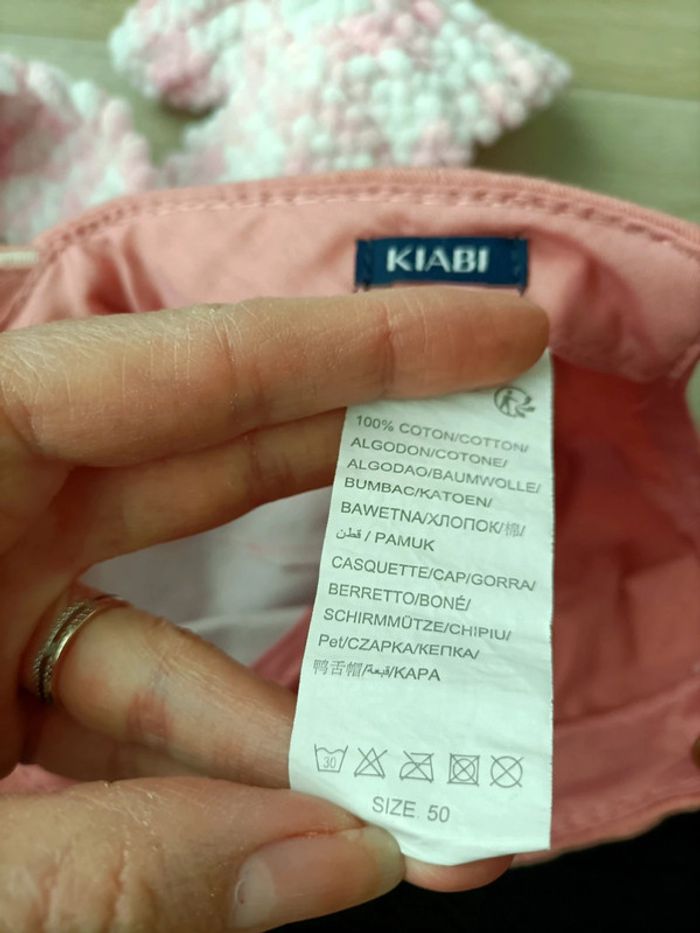 KIABI
100% COTON/COTTON/
ALGODON/COTONE/
ALGODAO/BAUMWOLLE/
BUMBAC/KATOEN/
BAWETNA/ХЛОПОК/棉/
قطن / PAMUK
CASQUETTE/CAP/GORRA/
BERRETTO/BONÉ/
SCHIRMMÜTZE/CHIPIU/
Pet/CZAPKA/КЕПКА/
鸭舌帽/قبعة/KAPA
30
SIZE. 50